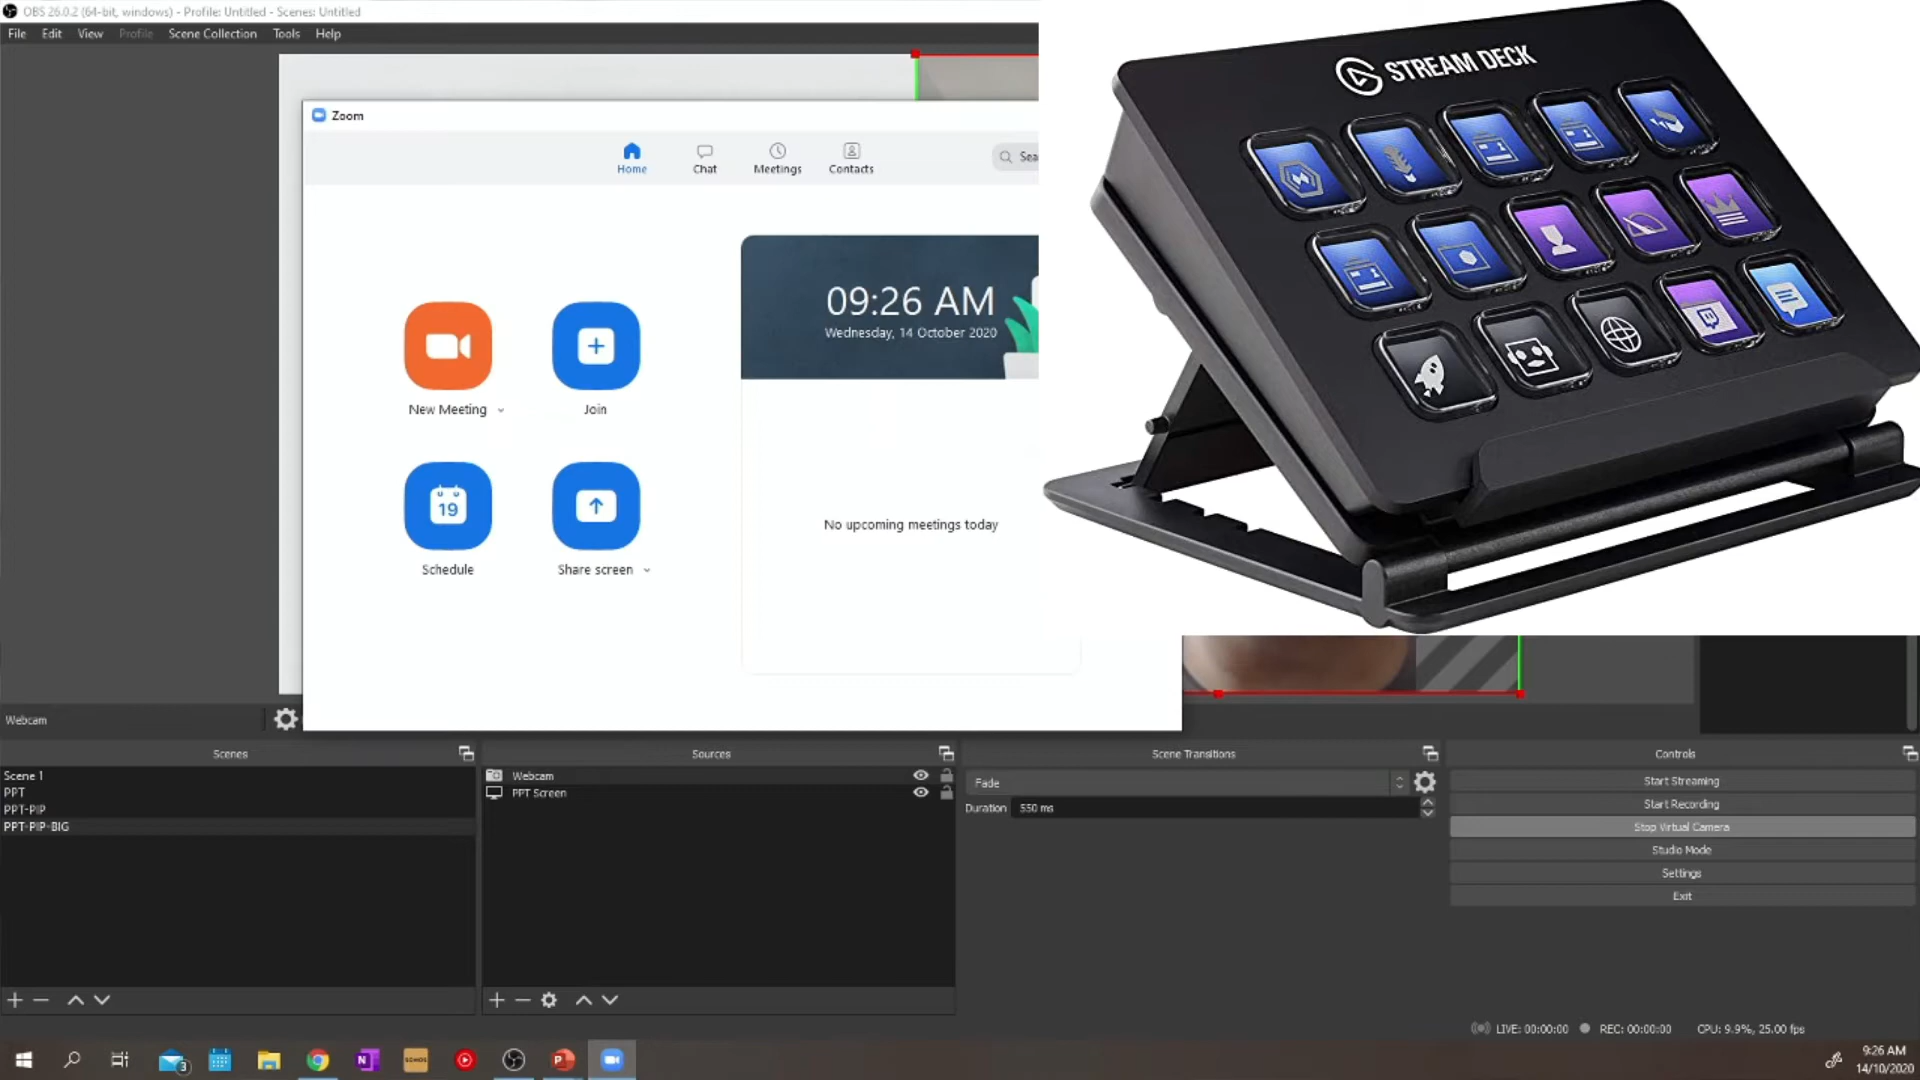 OBS 26.0.2 (64-bit, windows) - Profile: Untitled - Scenes: Untitled
File Edit View Profile Scene Collection Tools Help
STREAM DECK
Zoom
Home Chat Meetings Contacts Sea
09:26 AM
Wednesday, 14 October 2020
New Meeting Join
19
Schedule Share screen
No upcoming meetings today
Webcam
Scenes Sources Scene Transitions Controls
Scene 1
PPT
PPT-PIP
PPT-PIP-BIG
Webcam
PPT Screen
Fade
Duration 550 ms
Start Streaming
Start Recording
Stop Virtual Camera
Studio Mode
Settings
Exit
LIVE: 00:00:00 REC: 00:00:00 CPU: 9.9%, 25.00 fps
3
N
SONOS
P
9:26 AM
14/10/2020